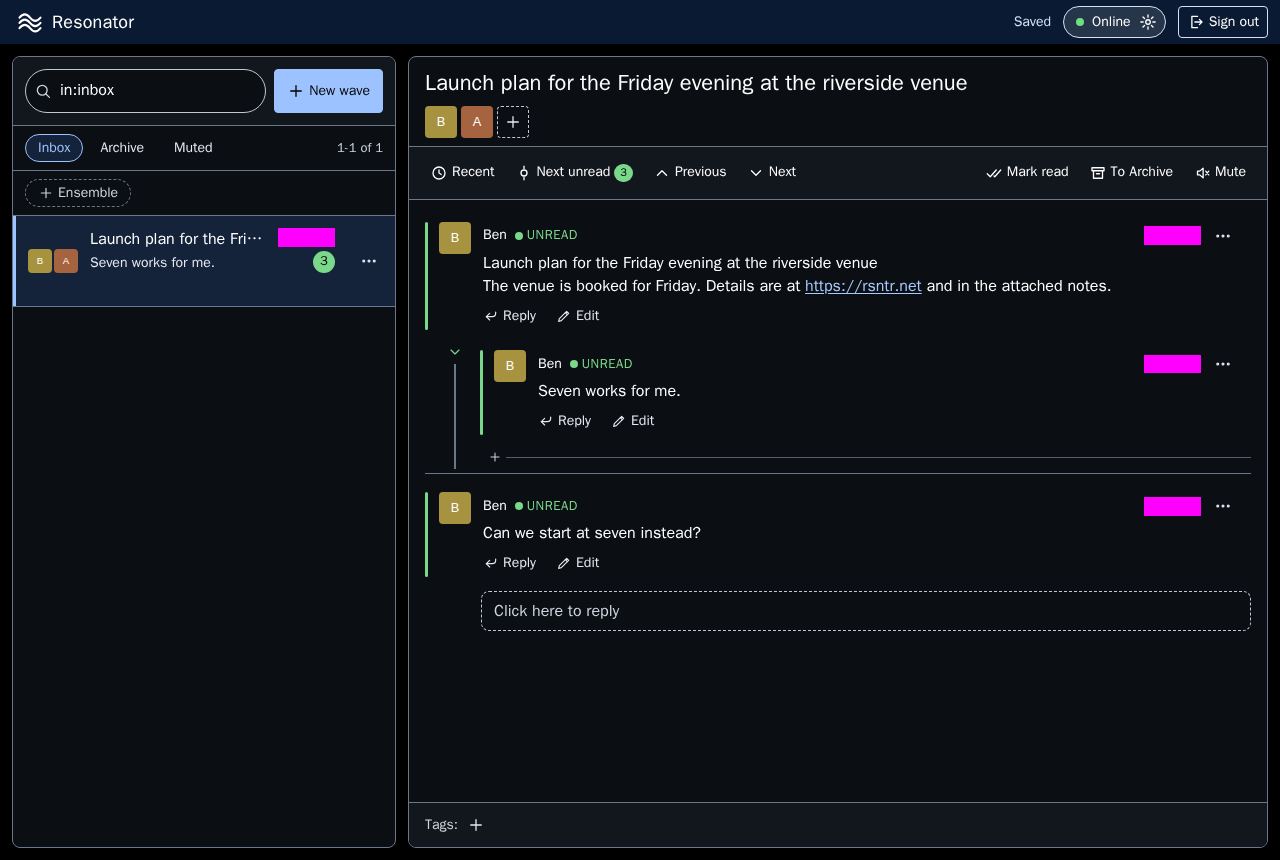 Resonator
Saved
Online
Sign out
in:inbox
New wave
Inbox
Archive
Muted
1-1 of 1
Ensemble
B
A
Launch plan for the Fri…
Seven works for me.
3
Launch plan for the Friday evening at the riverside venue
B
A
Recent
Next unread 3
Previous
Next
Mark read
To Archive
Mute
B
Ben
UNREAD
Launch plan for the Friday evening at the riverside venue
The venue is booked for Friday. Details are at https://rsntr.net and in the attached notes.
Reply
Edit
B
Ben
UNREAD
Seven works for me.
Reply
Edit
B
Ben
UNREAD
Can we start at seven instead?
Reply
Edit
Click here to reply
Tags: